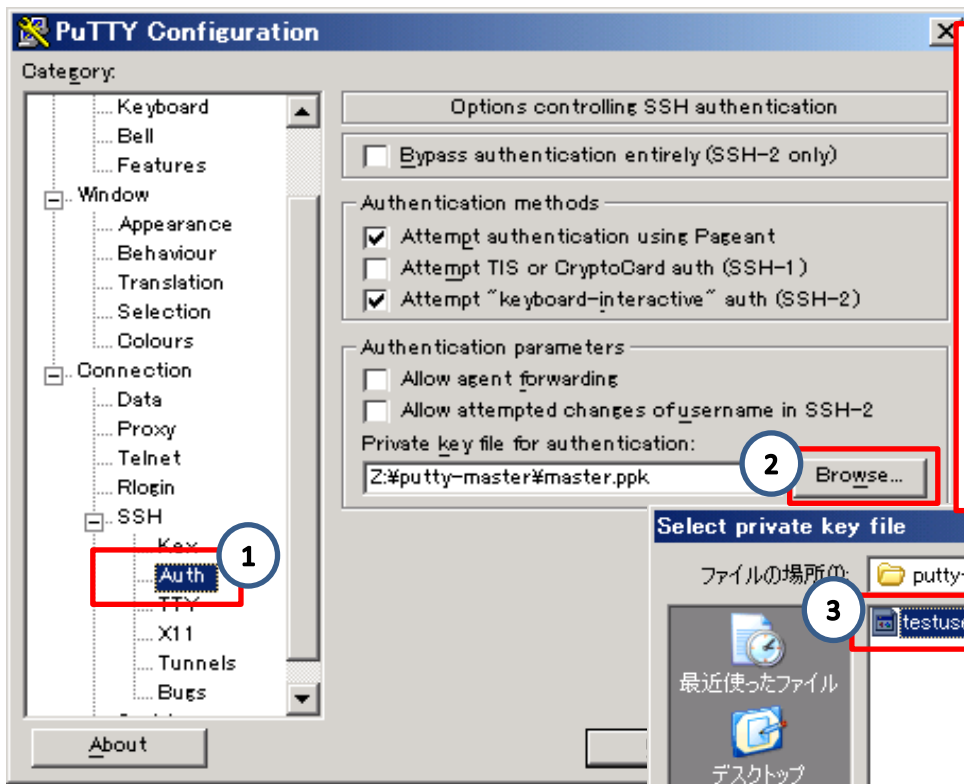 PuTTY Configuration
Category:
Keyboard
Bell
Features
Window
Appearance
Behaviour
Translation
Selection
Colours
Connection
Data
Proxy
Telnet
Rlogin
SSH
Kex
Auth
TTY
X11
Tunnels
Bugs
1
About
Options controlling SSH authentication
Bypass authentication entirely (SSH-2 only)
Authentication methods
Attempt authentication using Pageant
Attempt TIS or CryptoCard auth (SSH-1)
Attempt "keyboard-interactive" auth (SSH-2)
Authentication parameters
Allow agent forwarding
Allow attempted changes of username in SSH-2
Private key file for authentication:
Z:¥putty-master¥master.ppk
2
Browse...
Select private key file
ファイルの場所(I):
putty-
3
testuse
最近使ったファイル
デスクトップ